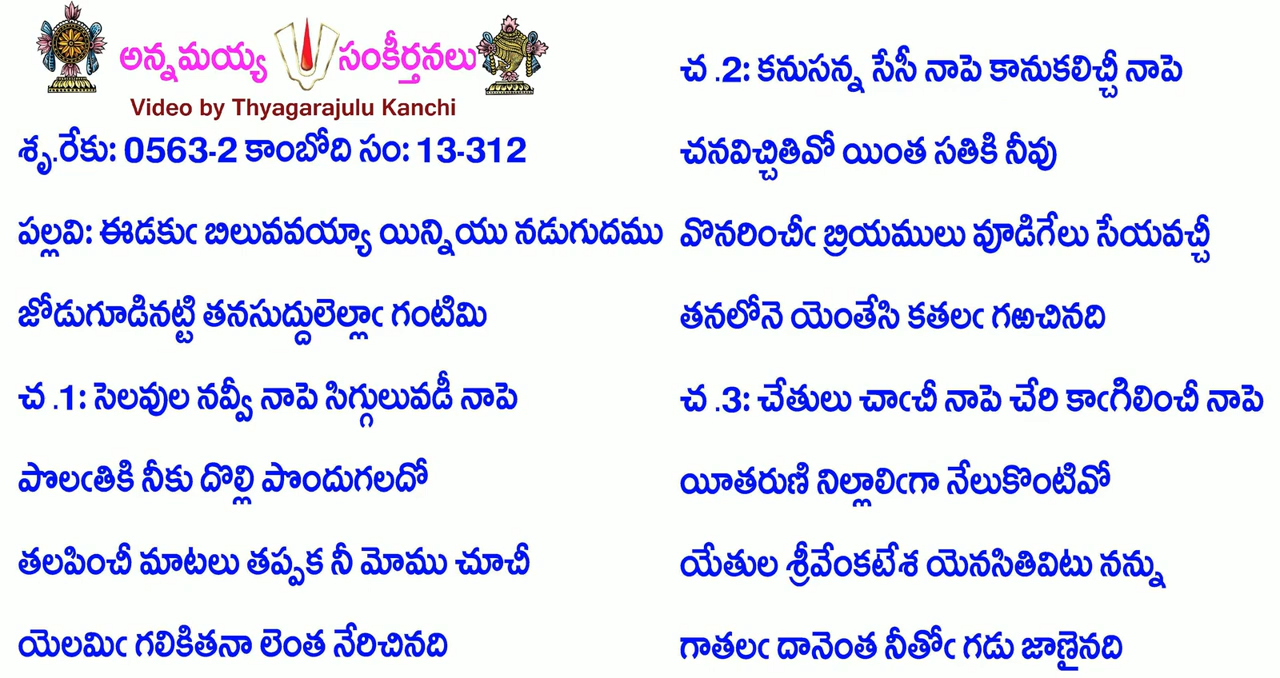 అన్నమయ్య సంకీర్తనలు
Video by Thyagarajulu Kanchi
శృ.రేకు: 0563-2 కాంబోది సం: 13-312
పల్లవి: ఈడకుఁ బిలువవయ్యా యిన్నియు నడుగుదము
జోడుగూడినట్టి తనసుద్దులెల్లాఁ గంటిమి
చ .1: సెలవుల నవ్వీ నాపె సిగ్గులువడీ నాపె
పొలఁతికి నీకు దొల్లి పొందుగలదో
తలపించీ మాటలు తప్పక నీ మోము చూచీ
యెలమిఁ గలికితనా లెంత నేరిచినది
చ .2: కనుసన్న సేసీ నాపె కానుకలిచ్చీ నాపె
చనవిచ్చితివో యింత సతికి నీవు
వొనరించీఁ బ్రియములు వూడిగేలు సేయవచ్చీ
తనలోనె యెంతేసి కతలఁ గఱచినది
చ .3: చేతులు చాఁచీ నాపె చేరి కాఁగిలించీ నాపె
యీతరుణి నిల్లాలిఁగా నేలుకొంటివో
యేతుల శ్రీవేంకటేశ యెనసితివిటు నన్ను
గాతలఁ దానెంత నీతోఁ గడు జాణైనది